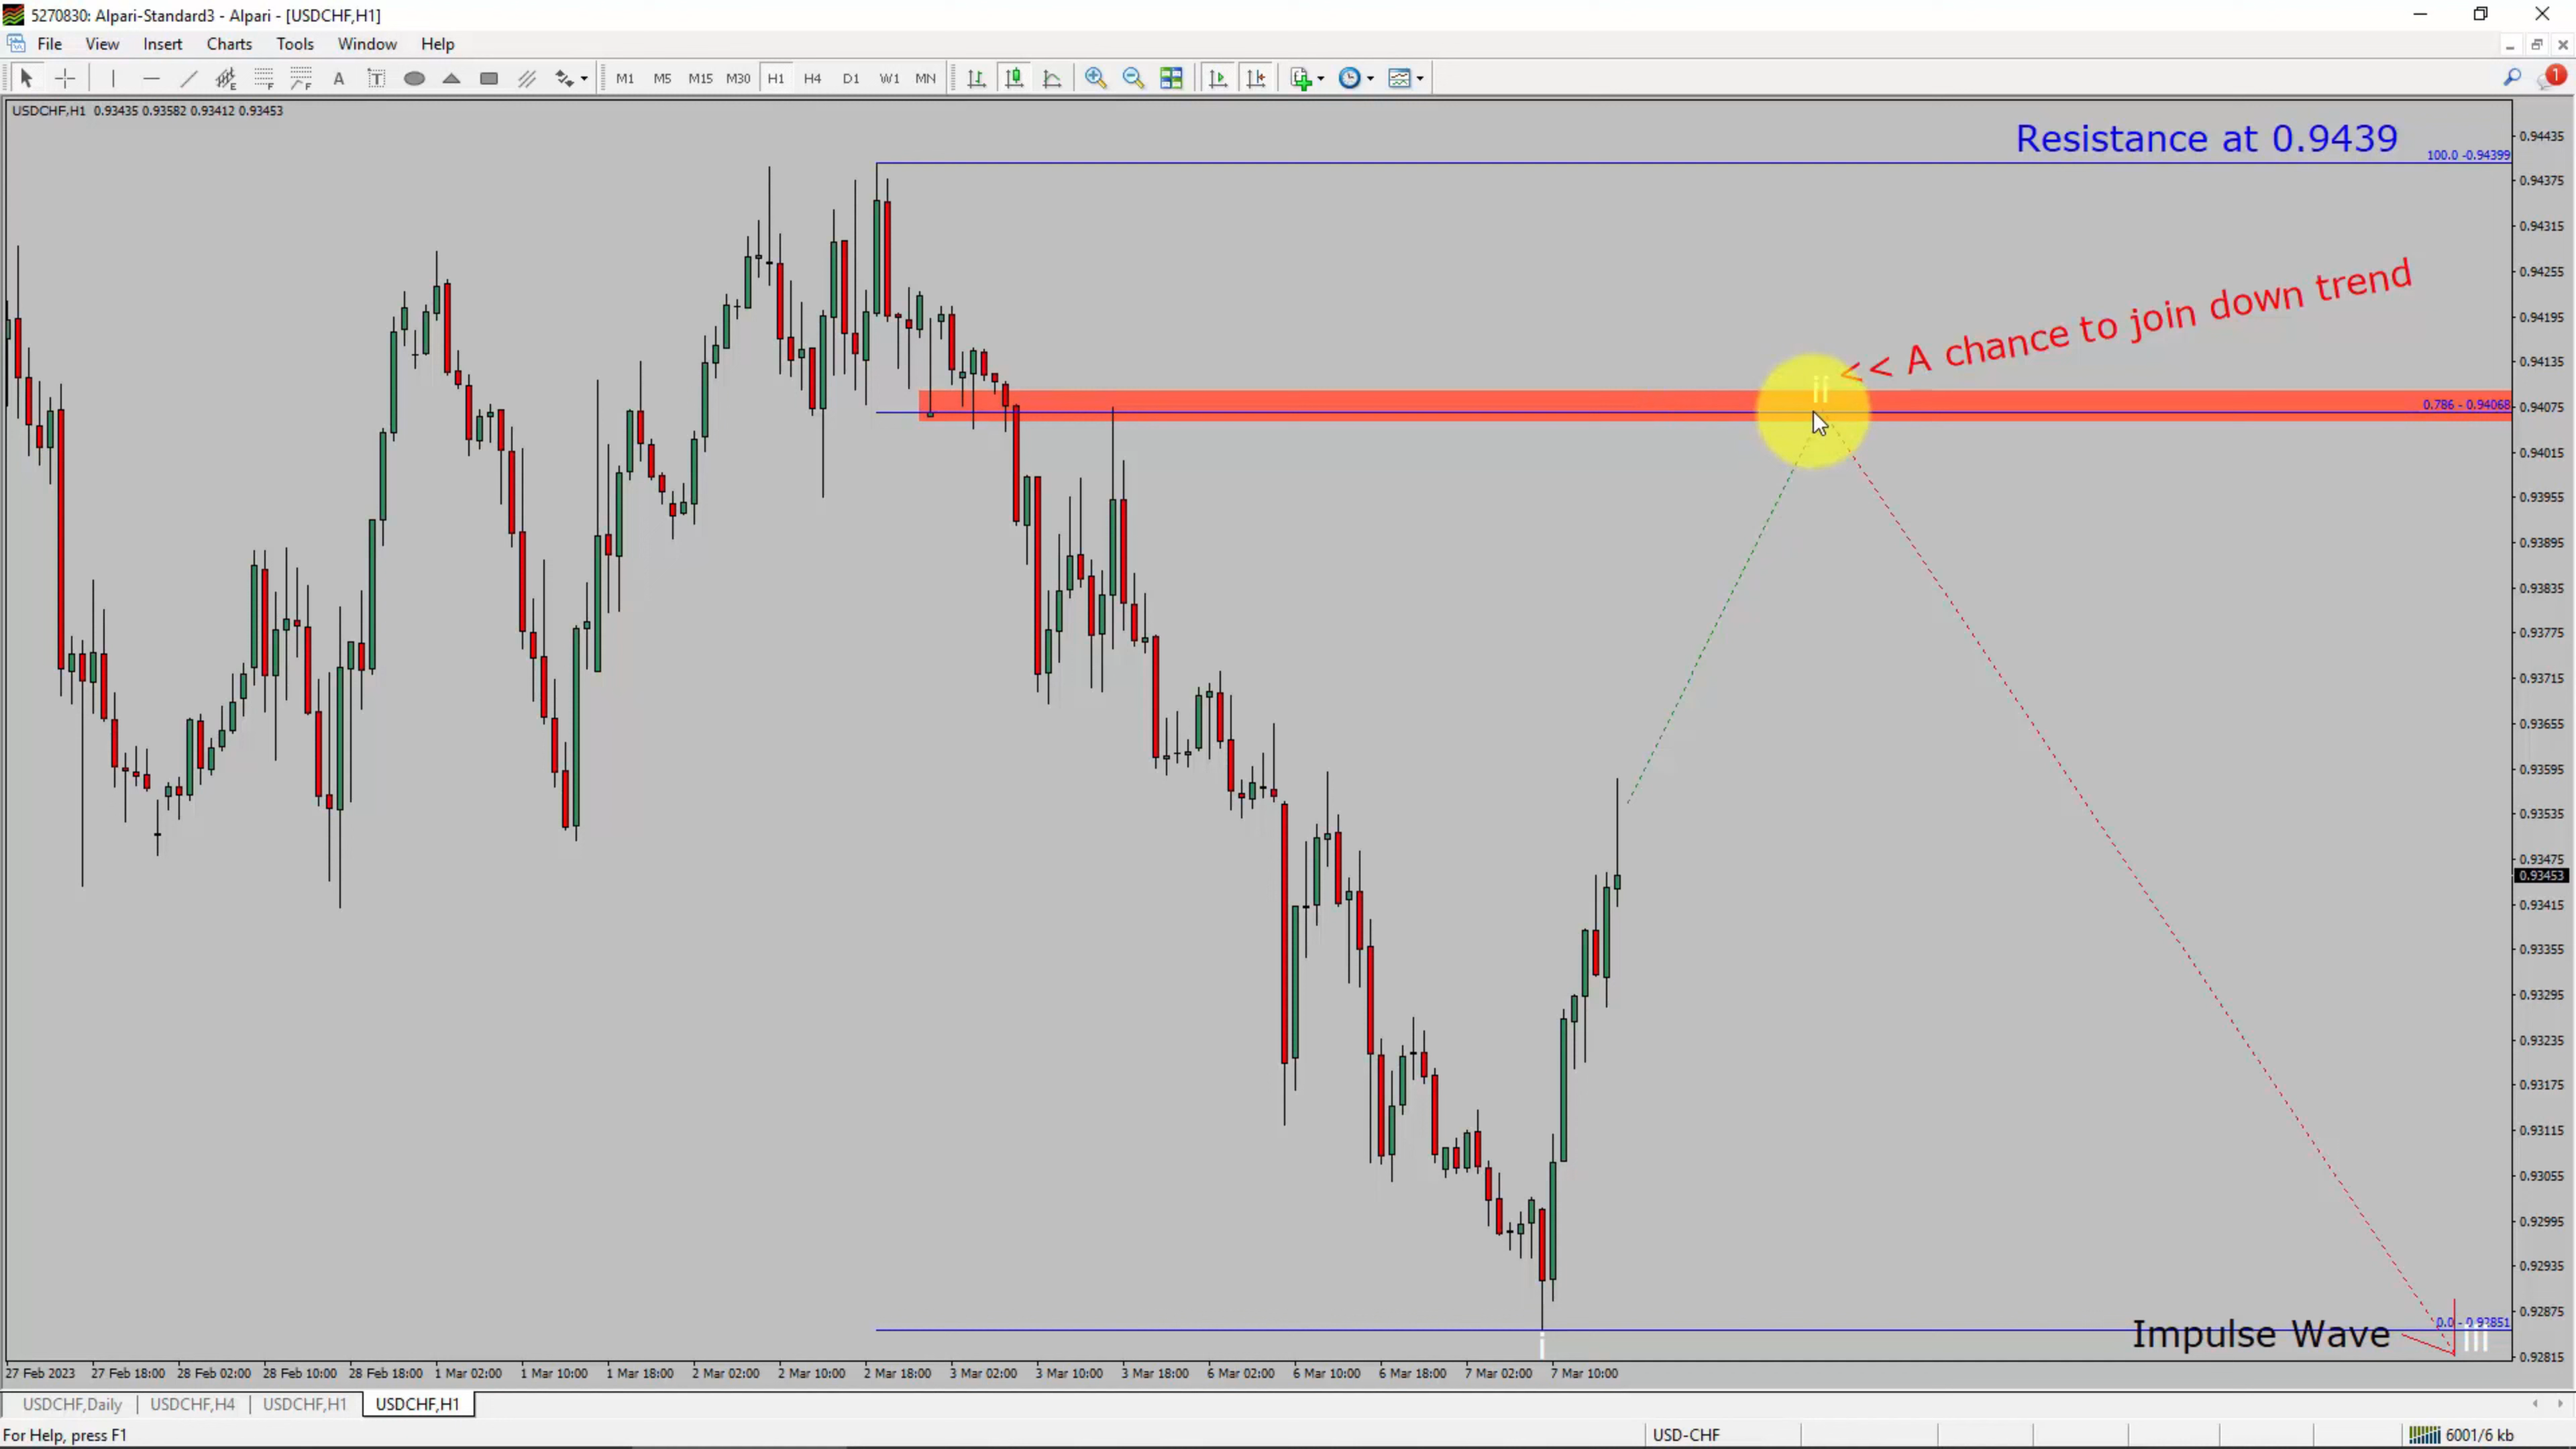 5270830: Alpari-Standard3 - Alpari - [USDCHF,H1]
File View Insert Charts Tools Window Help
A T M1 M5 M15 M30 H1 H4 D1 W1 MN 1
USDCHF,H1 0.93435 0.93582 0.93412 0.93453
Resistance at 0.9439
100.0 -0.94399
<< A chance to join down trend
ii
0.786 - 0.94068
0.94435
0.94375
0.94315
0.94255
0.94195
0.94135
0.94075
0.94015
0.93955
0.93895
0.93835
0.93775
0.93715
0.93655
0.93595
0.93535
0.93475
0.93453
0.93415
0.93355
0.93295
0.93235
0.93175
0.93115
0.93055
0.92995
0.92935
0.92875
0.92815
0.0 - 0.92851
Impulse Wave
iii
i
27 Feb 2023 27 Feb 18:00 28 Feb 02:00 28 Feb 10:00 28 Feb 18:00 1 Mar 02:00 1 Mar 10:00 1 Mar 18:00 2 Mar 02:00 2 Mar 10:00 2 Mar 18:00 3 Mar 02:00 3 Mar 10:00 3 Mar 18:00 6 Mar 02:00 6 Mar 10:00 6 Mar 18:00 7 Mar 02:00 7 Mar 10:00
USDCHF,Daily USDCHF,H4 USDCHF,H1 USDCHF,H1
For Help, press F1 USD-CHF 6001/6 kb